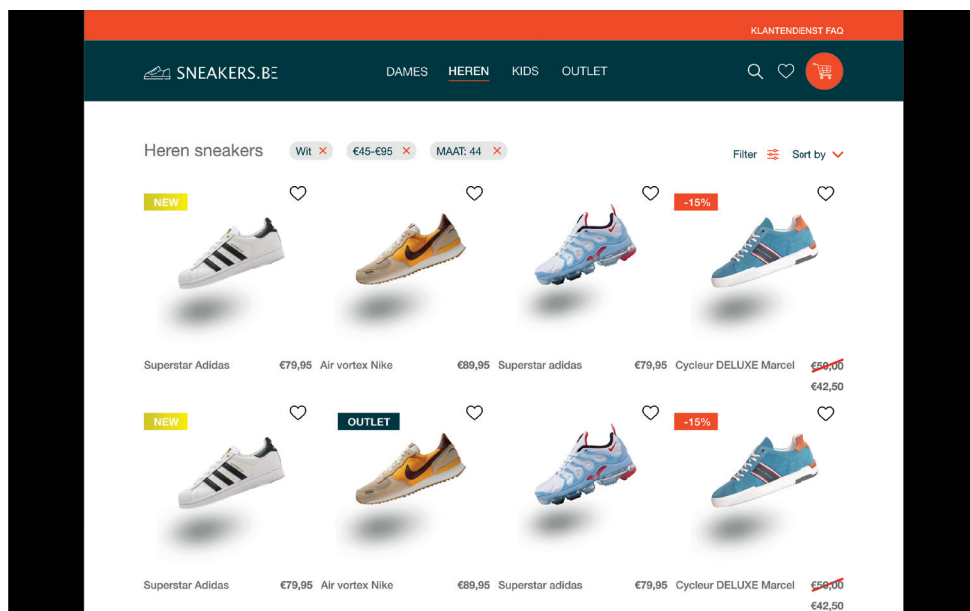 KLANTENDIENST FAQ
SNEAKERS.BE
DAMES HEREN KIDS OUTLET
Heren sneakers Wit €45-€95 MAAT: 44 Filter Sort by
NEW -15%
Superstar Adidas €79,95 Air vortex Nike €89,95 Superstar adidas €79,95 Cycleur DELUXE Marcel €50,00
€42,50
NEW OUTLET -15%
Superstar Adidas €79,95 Air vortex Nike €89,95 Superstar adidas €79,95 Cycleur DELUXE Marcel €50,00
€42,50